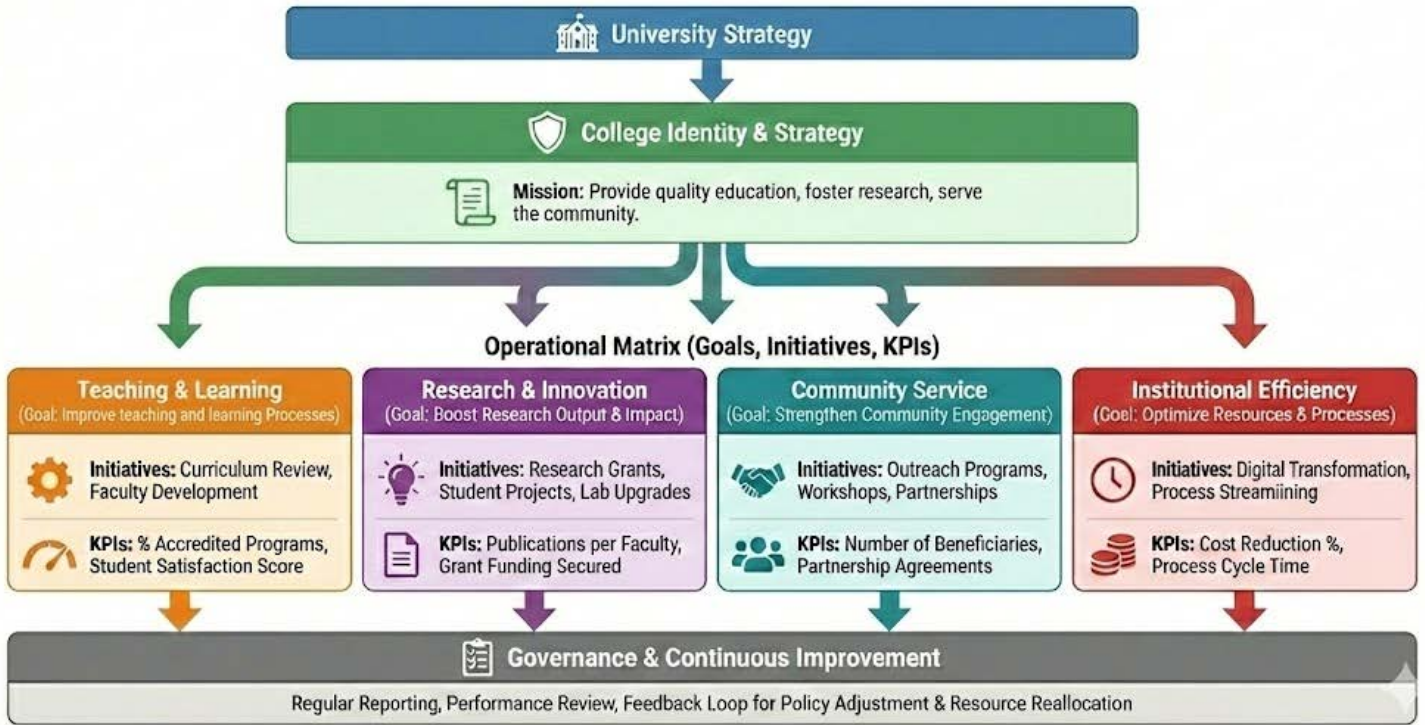 University Strategy
College Identity & Strategy
Mission: Provide quality education, foster research, serve
the community.
Operational Matrix (Goals, Initiatives, KPIs)
Teaching & Learning
(Goal: Improve teaching and learning Processes)
Initiatives: Curriculum Review,
Faculty Development
KPIs: % Accredited Programs,
Student Satisfaction Score
Research & Innovation
(Goal: Boost Research Output & Impact)
Initiatives: Research Grants,
Student Projects, Lab Upgrades
KPIs: Publications per Faculty,
Grant Funding Secured
Community Service
(Goal: Strengthen Community Engagement)
Initiatives: Outreach Programs,
Workshops, Partnerships
KPIs: Number of Beneficiaries,
Partnership Agreements
Institutional Efficiency
(Goal: Optimize Resources & Processes)
Initiatives: Digital Transformation,
Process Streamiining
KPIs: Cost Reduction %,
Process Cycle Time
Governance & Continuous Improvement
Regular Reporting, Performance Review, Feedback Loop for Policy Adjustment & Resource Reallocation